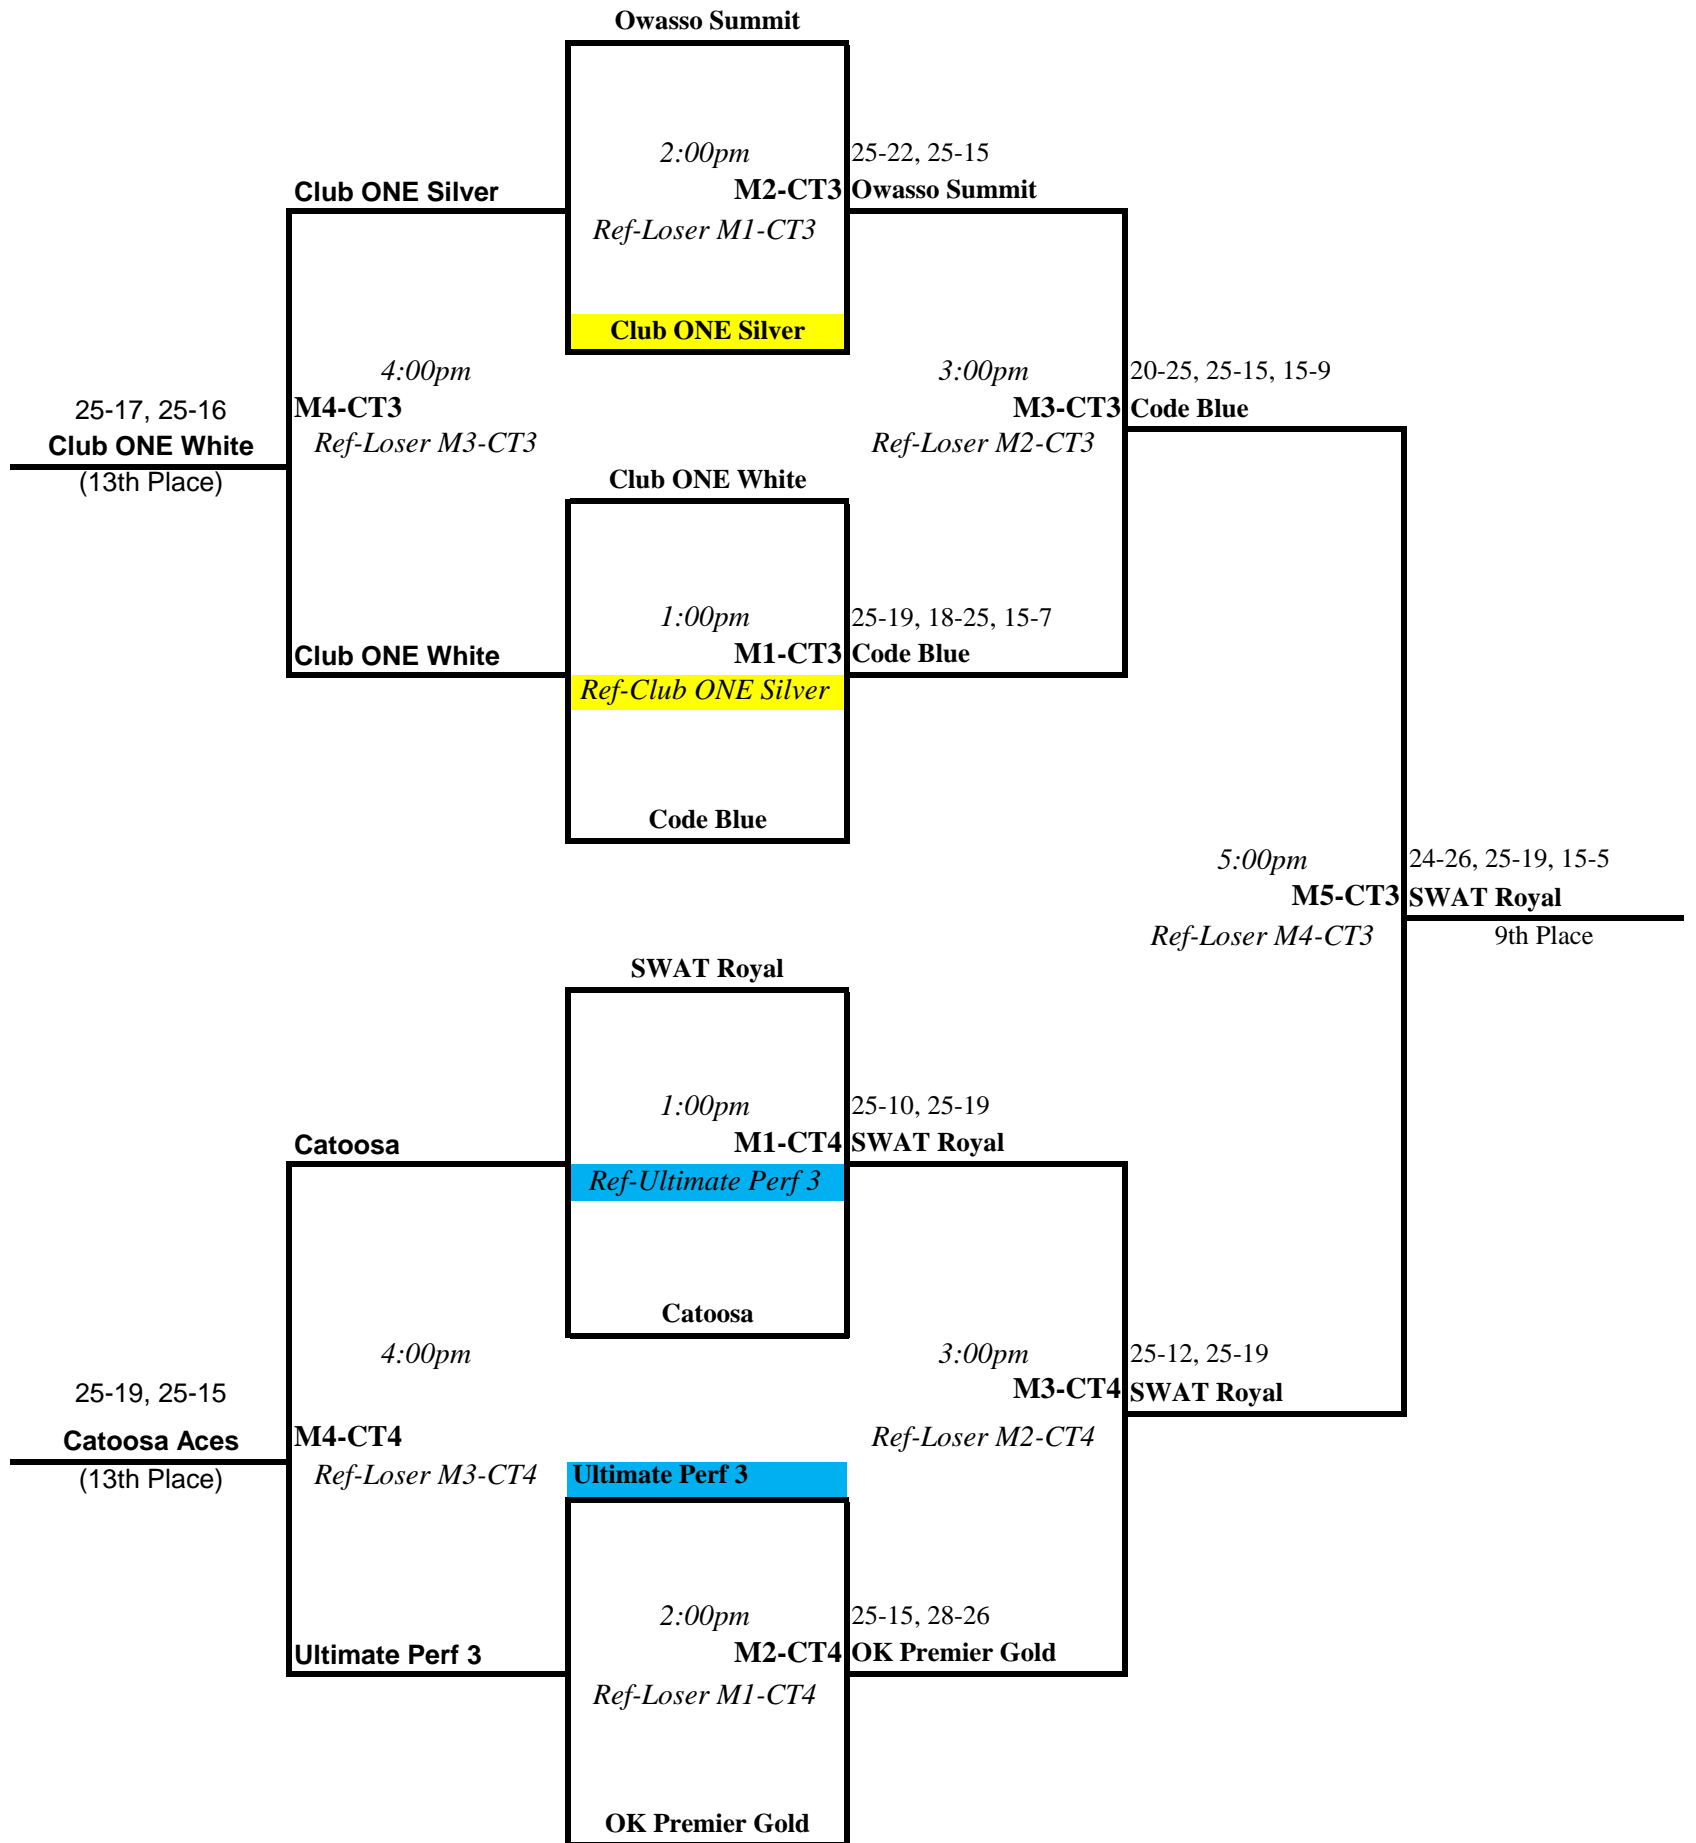 Owasso Summit
2:00pm
25-22, 25-15
Club ONE Silver
M2-CT3
Owasso Summit
Ref-Loser M1-CT3
Club ONE Silver
4:00pm
3:00pm
20-25, 25-15, 15-9
25-17, 25-16
M4-CT3
M3-CT3
Code Blue
Club ONE White
Ref-Loser M3-CT3
Ref-Loser M2-CT3
(13th Place)
Club ONE White
1:00pm
25-19, 18-25, 15-7
Club ONE White
M1-CT3
Code Blue
Ref-Club ONE Silver
Code Blue
5:00pm
24-26, 25-19, 15-5
M5-CT3
SWAT Royal
Ref-Loser M4-CT3
9th Place
SWAT Royal
1:00pm
25-10, 25-19
Catoosa
M1-CT4
SWAT Royal
Ref-Ultimate Perf 3
Catoosa
4:00pm
3:00pm
25-12, 25-19
25-19, 25-15
M3-CT4
SWAT Royal
Catoosa Aces
M4-CT4
Ref-Loser M2-CT4
(13th Place)
Ref-Loser M3-CT4
Ultimate Perf 3
2:00pm
25-15, 28-26
Ultimate Perf 3
M2-CT4
OK Premier Gold
Ref-Loser M1-CT4
OK Premier Gold